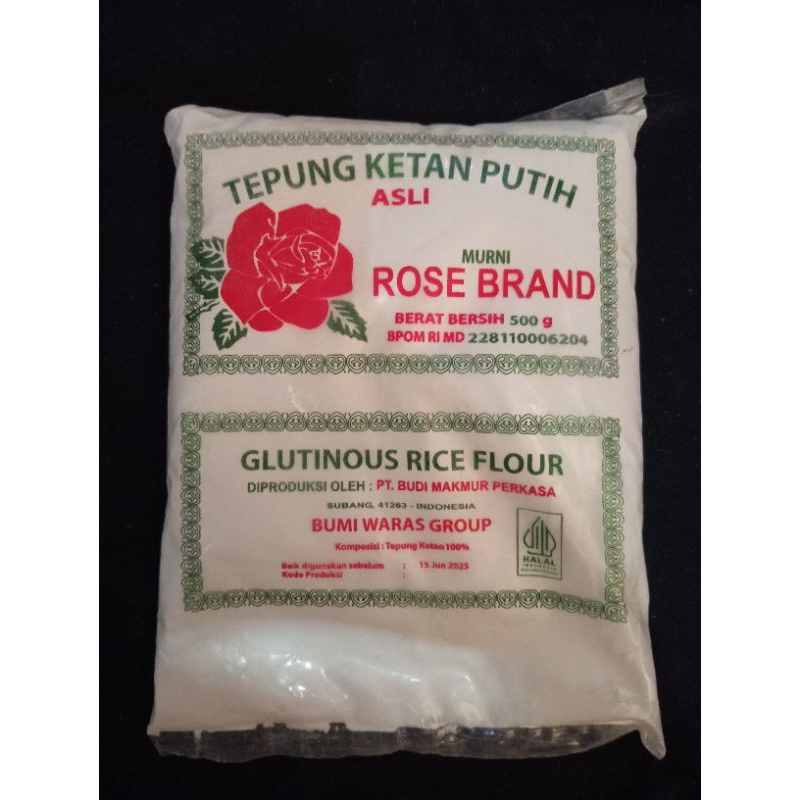 TEPUNG KETAN PUTIH
ASLI
MURNI
ROSE BRAND
BERAT BERSIH 500 g
BPOM RI MD 228110006204
GLUTINOUS RICE FLOUR
DIPRODUKSI OLEH : PT. BUDI MAKMUR PERKASA
SUBANG, 41263 - INDONESIA
BUMI WARAS GROUP
Komposisi : Tepung Ketan 100%
Baik digunakan sebelum : 15 Jun 2025
Kode Produksi :
HALAL
INDONESIA